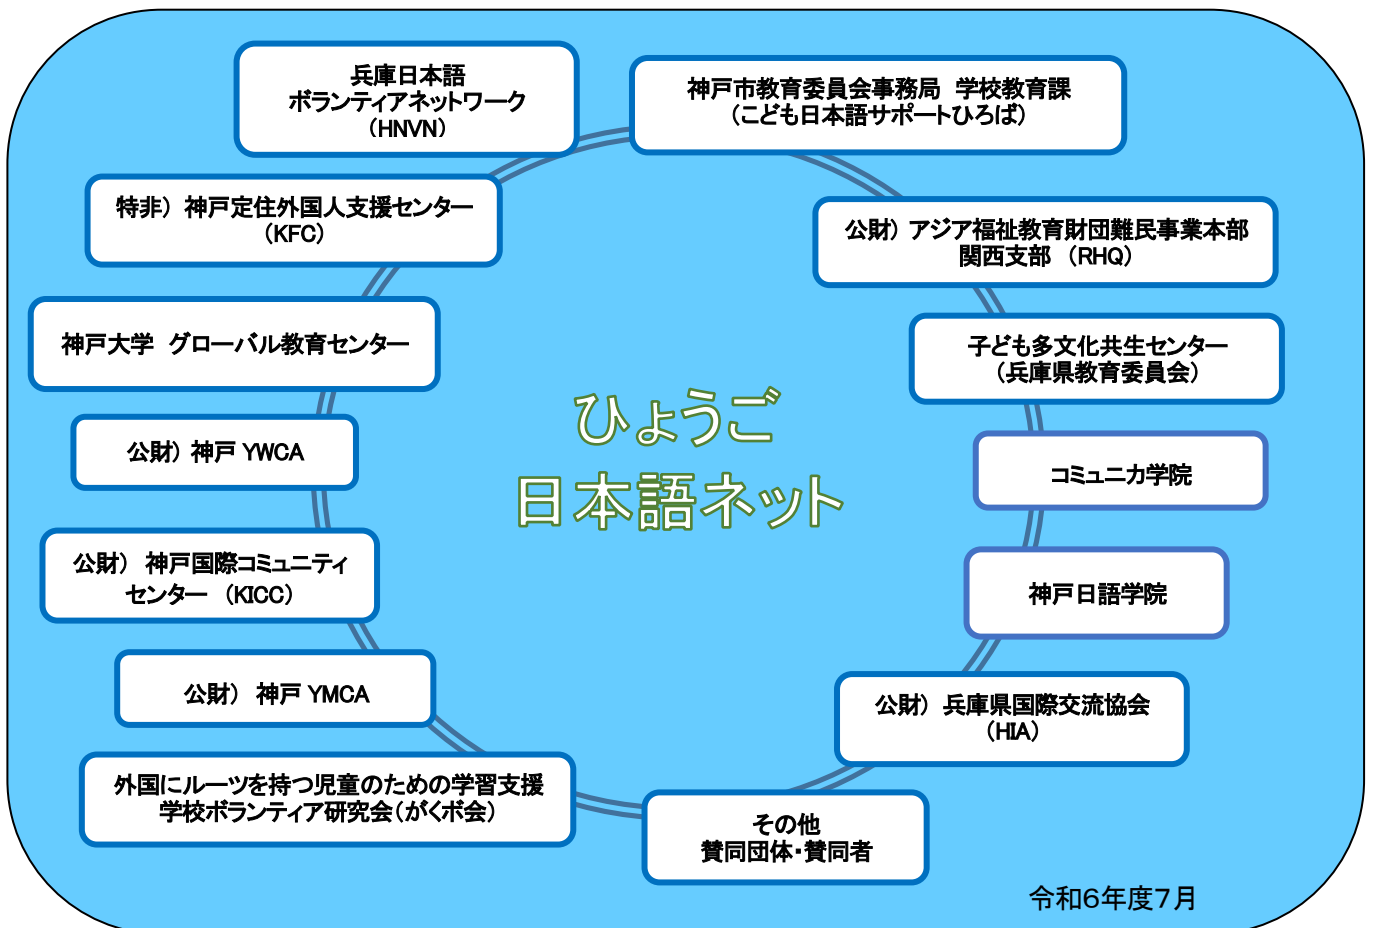 兵庫日本語
ボランティアネットワーク
（HNVN）
神戸市教育委員会事務局　学校教育課
（こども日本語サポートひろば）
特非） 神戸定住外国人支援センター
（KFC）
公財） アジア福祉教育財団難民事業本部
関西支部 （RHQ）
神戸大学　グローバル教育センター
子ども多文化共生センター
（兵庫県教育委員会）
ひょうご
日本語ネット
公財） 神戸 YWCA
コミュニカ学院
公財） 神戸国際コミュニティ
センター （KICC）
神戸日語学院
公財） 神戸 YMCA
公財） 兵庫県国際交流協会
（HIA）
外国にルーツを持つ児童のための学習支援
学校ボランティア研究会（がくボ会）
その他
賛同団体・賛同者
令和６年度７月